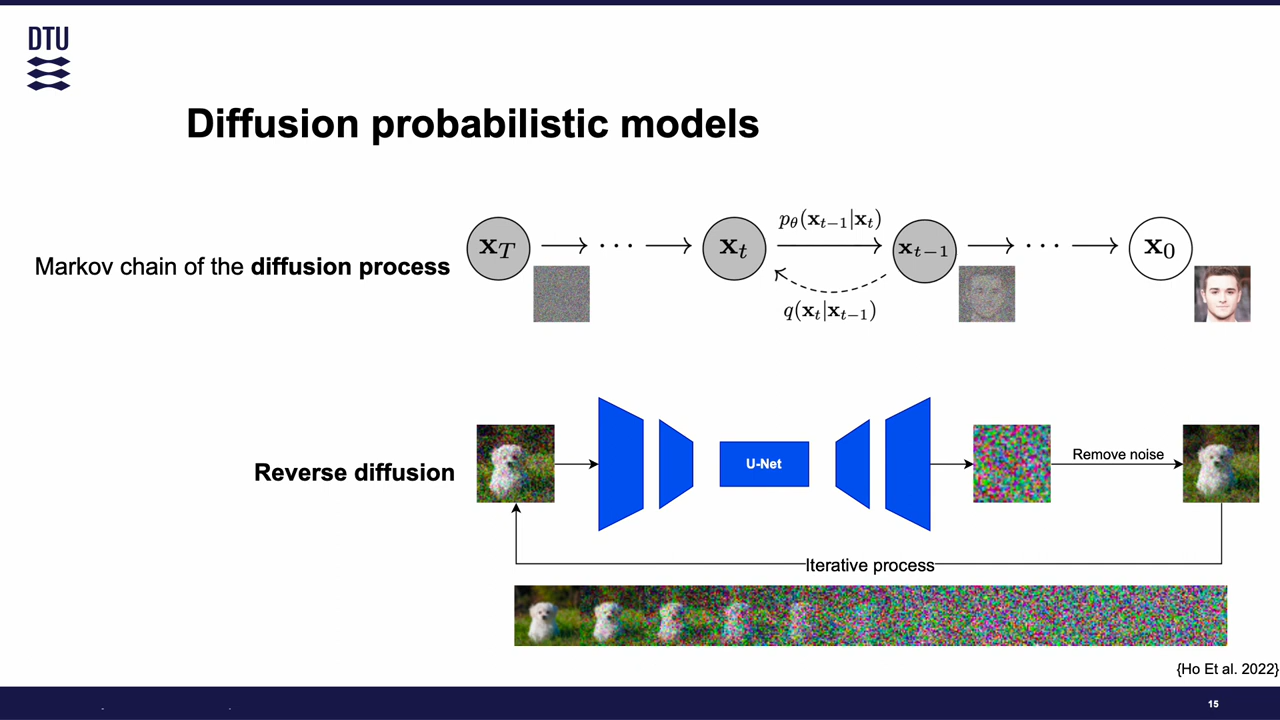 DTU
Diffusion probabilistic models
Markov chain of the diffusion process
x_T
⋯
x_t
p_θ(x_{t−1}|x_t)
q(x_t|x_{t−1})
x_{t−1}
⋯
x_0
Reverse diffusion
U-Net
Remove noise
Iterative process
{Ho Et al. 2022}
15